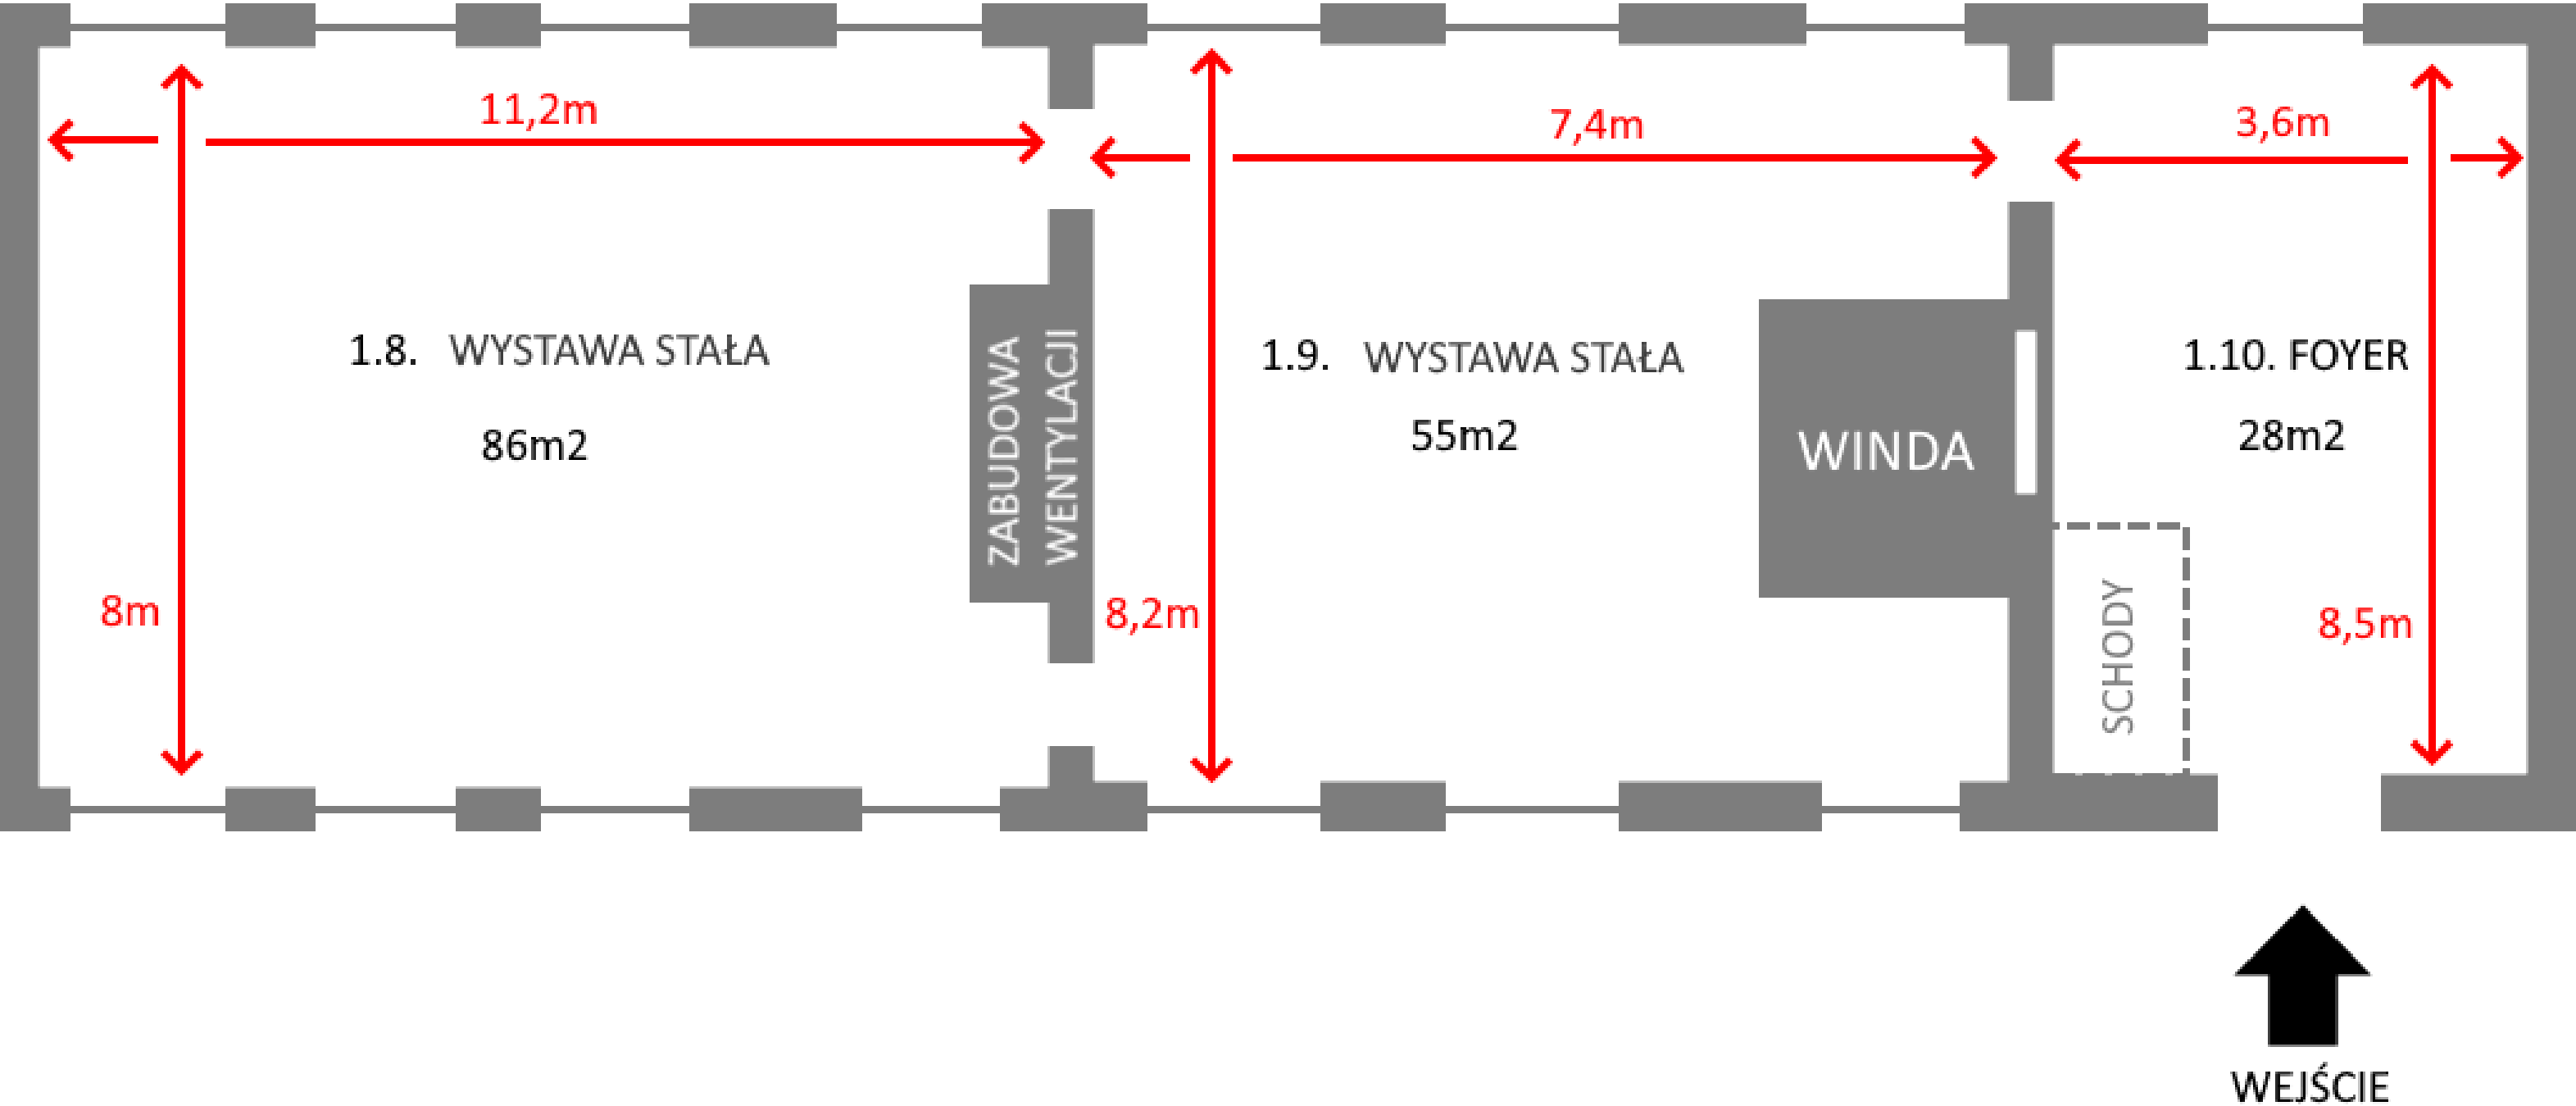 11,2m
7,4m
3,6m
1.8. WYSTAWA STAŁA
86m2
8m
ZABUDOWA
WENTYLACJI
1.9. WYSTAWA STAŁA
55m2
8,2m
WINDA
1.10. FOYER
28m2
SCHODY
8,5m
WEJŚCIE